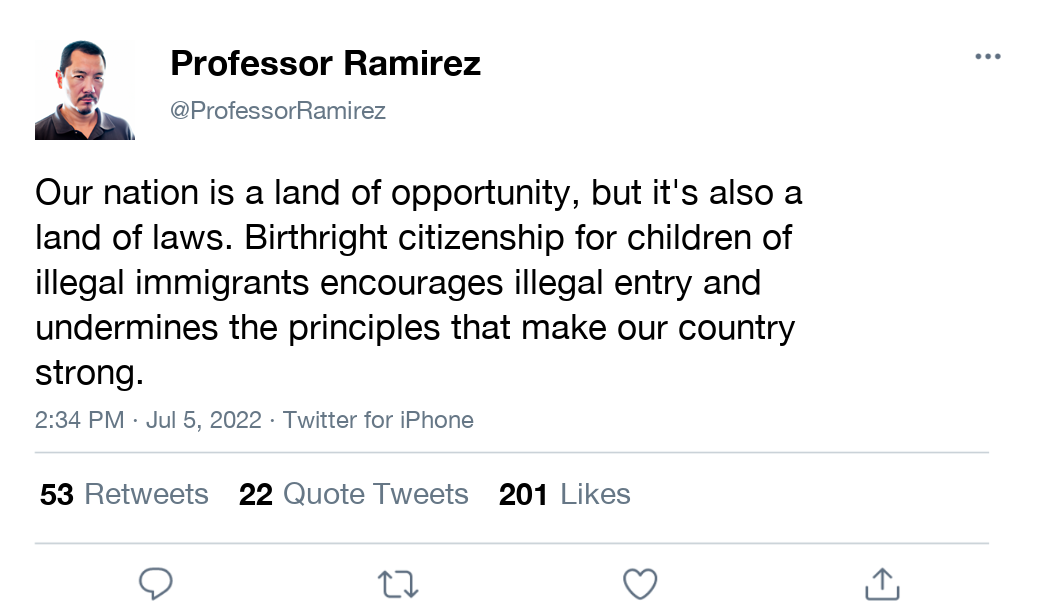 Professor Ramirez
@ProfessorRamirez
Our nation is a land of opportunity, but it's also a
land of laws. Birthright citizenship for children of
illegal immigrants encourages illegal entry and
undermines the principles that make our country
strong.
2:34 PM · Jul 5, 2022 · Twitter for iPhone
53 Retweets 22 Quote Tweets 201 Likes